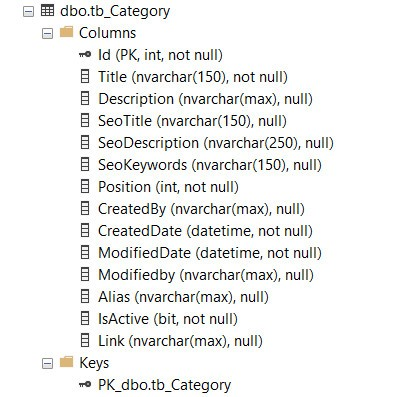 dbo.tb_Category
Columns
Id (PK, int, not null)
Title (nvarchar(150), not null)
Description (nvarchar(max), null)
SeoTitle (nvarchar(150), null)
SeoDescription (nvarchar(250), null)
SeoKeywords (nvarchar(150), null)
Position (int, not null)
CreatedBy (nvarchar(max), null)
CreatedDate (datetime, not null)
ModifiedDate (datetime, not null)
Modifiedby (nvarchar(max), null)
Alias (nvarchar(max), null)
IsActive (bit, not null)
Link (nvarchar(max), null)
Keys
PK_dbo.tb_Category